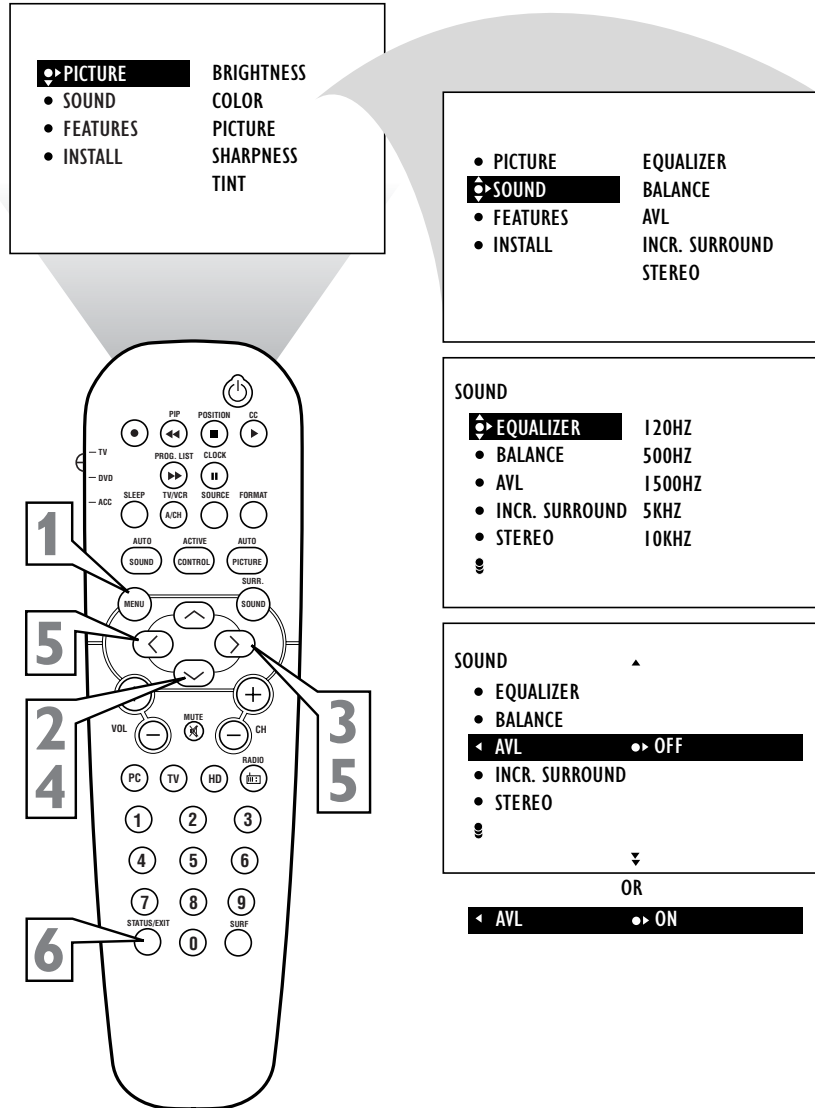 PICTURE BRIGHTNESS
SOUND COLOR
FEATURES PICTURE
INSTALL SHARPNESS
TINT
PICTURE EQUALIZER
SOUND BALANCE
FEATURES AVL
INSTALL INCR. SURROUND
STEREO
SOUND
EQUALIZER 120HZ
BALANCE 500HZ
AVL 1500HZ
INCR. SURROUND 5KHZ
STEREO 10KHZ
SOUND
EQUALIZER
BALANCE
AVL OFF
INCR. SURROUND
STEREO
OR
AVL ON
PIP POSITION CC
TV
PROG. LIST CLOCK
DVD
ACC
SLEEP TV/VCR SOURCE FORMAT
A/CH
AUTO ACTIVE AUTO
SOUND CONTROL PICTURE
SURR.
MENU SOUND
1
5
2
4
3
5
+
VOL − MUTE − CH
RADIO
PC TV HD
1 2 3
4 5 6
7 8 9
STATUS/EXIT SURF
0
6